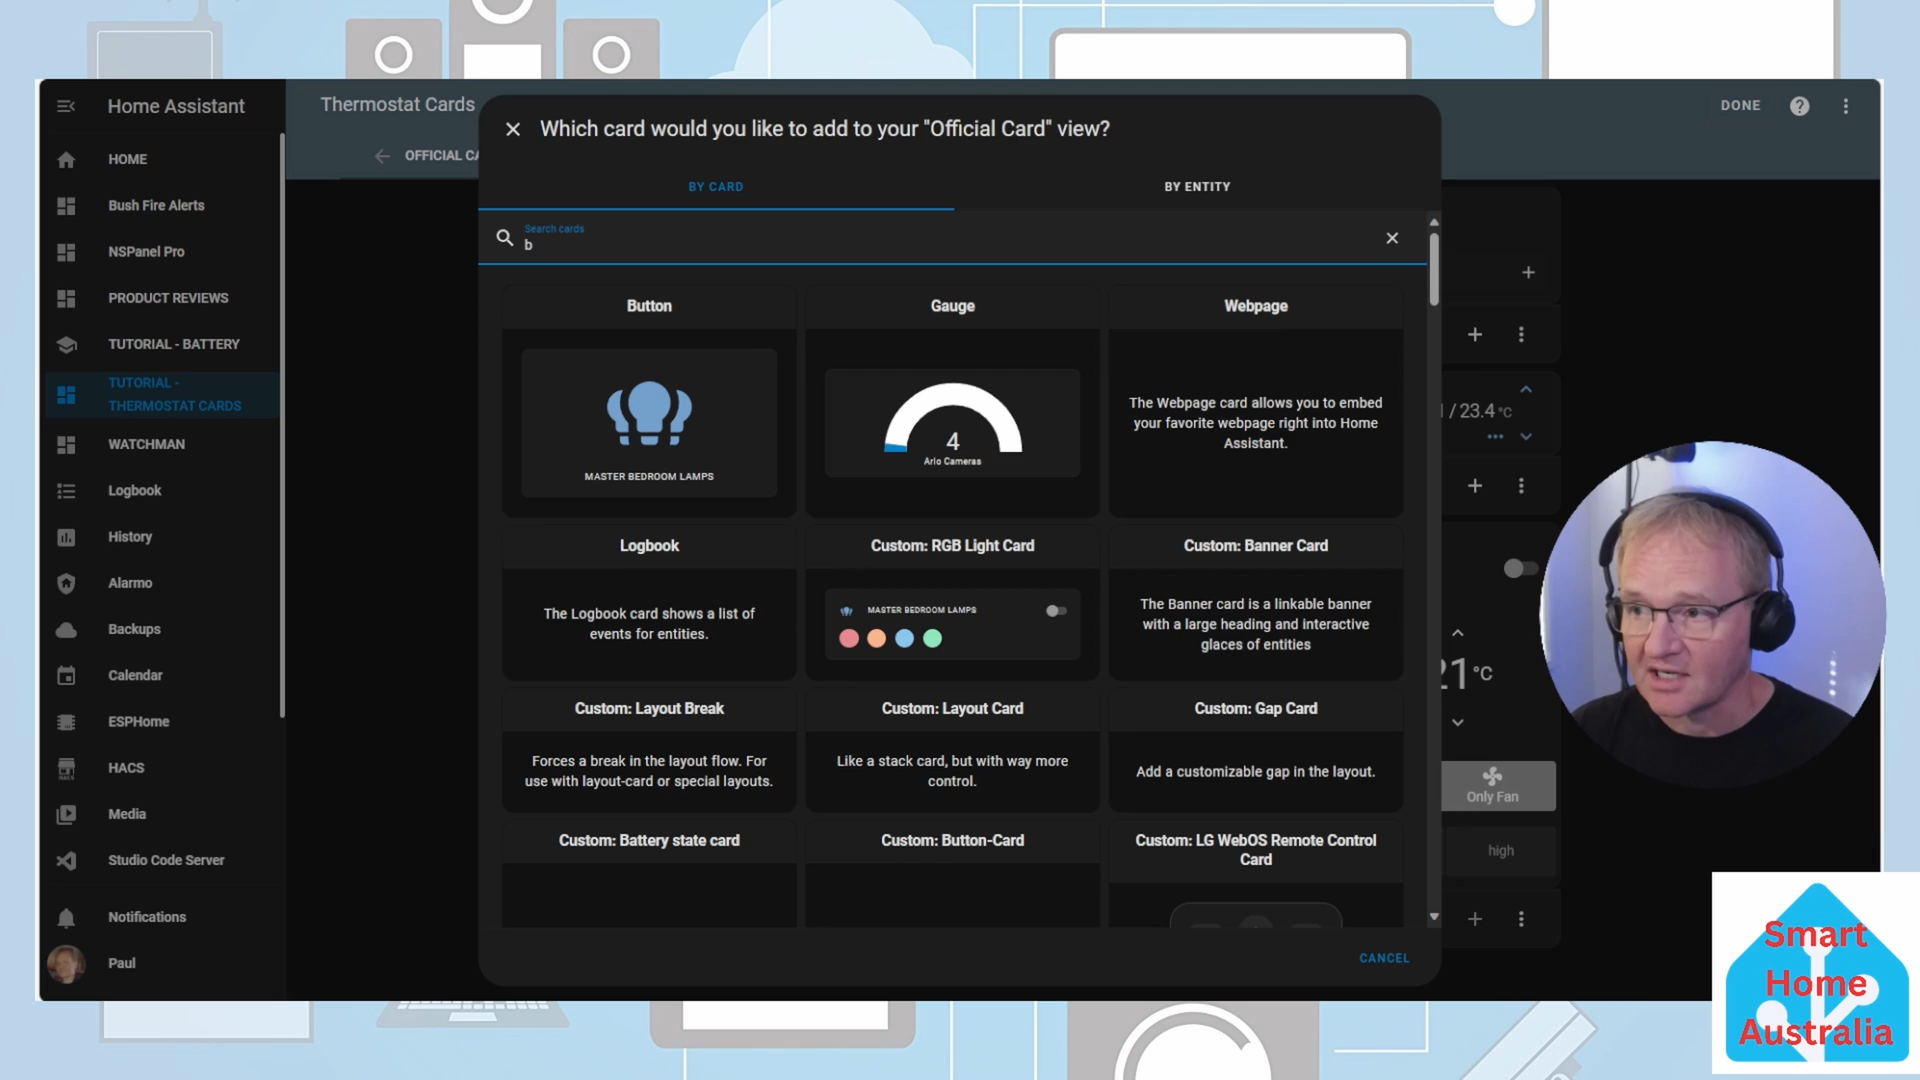 Home Assistant
Thermostat Cards
DONE
OFFICIAL CA
HOME
Bush Fire Alerts
NSPanel Pro
PRODUCT REVIEWS
TUTORIAL - BATTERY
TUTORIAL -
THERMOSTAT CARDS
WATCHMAN
Logbook
History
Alarmo
Backups
Calendar
ESPHome
HACS
Media
Studio Code Server
Notifications
Paul
Which card would you like to add to your "Official Card" view?
BY CARD
BY ENTITY
Search cards
b
Button
Gauge
Webpage
MASTER BEDROOM LAMPS
4
Arlo Cameras
The Webpage card allows you to embed
your favorite webpage right into Home
Assistant.
Logbook
Custom: RGB Light Card
Custom: Banner Card
The Logbook card shows a list of
events for entities.
MASTER BEDROOM LAMPS
The Banner card is a linkable banner
with a large heading and interactive
glaces of entities
Custom: Layout Break
Custom: Layout Card
Custom: Gap Card
Forces a break in the layout flow. For
use with layout-card or special layouts.
Like a stack card, but with way more
control.
Add a customizable gap in the layout.
Custom: Battery state card
Custom: Button-Card
Custom: LG WebOS Remote Control
Card
CANCEL
/ 23.4 °C
21 °C
Only Fan
high
Smart
Home
Australia